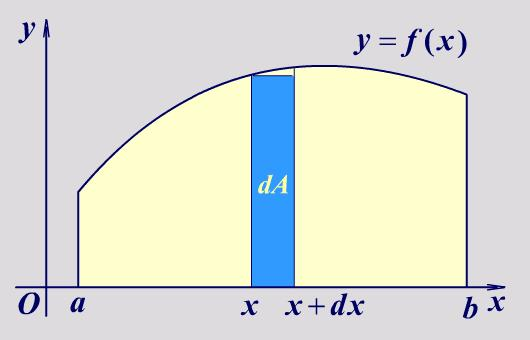 y
y = f(x)
dA
O a x x + dx b x